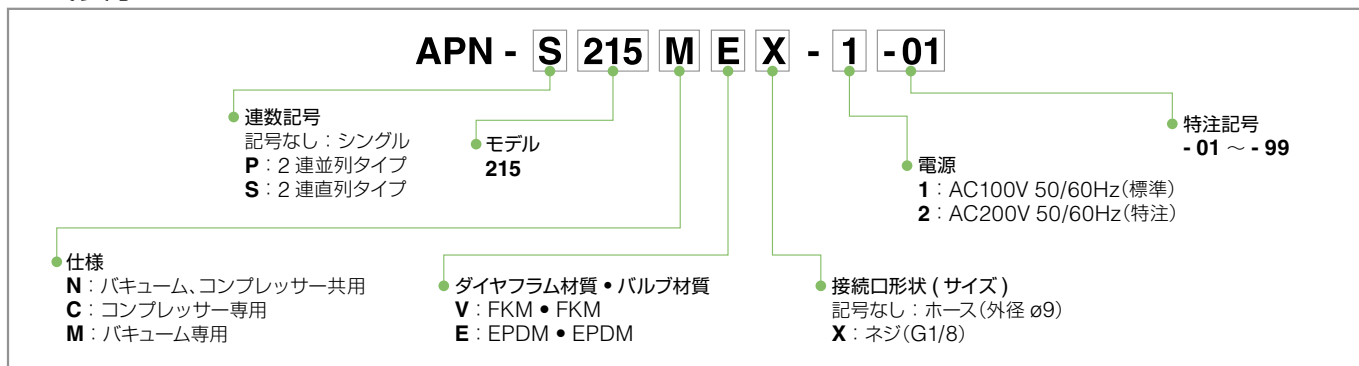 APN - S 215 M E X - 1 - 01
連数記号
記号なし：シングル
P：2 連並列タイプ
S：2 連直列タイプ
モデル
215
特注記号
- 01 ～ - 99
電源
1：AC100V 50/60Hz（標準）
2：AC200V 50/60Hz（特注）
仕様
N：バキューム、コンプレッサー共用
C：コンプレッサー専用
M：バキューム専用
ダイヤフラム材質 • バルブ材質
V：FKM • FKM
E：EPDM • EPDM
接続口形状 ( サイズ )
記号なし：ホース（外径 ø9）
X：ネジ（G1/8）